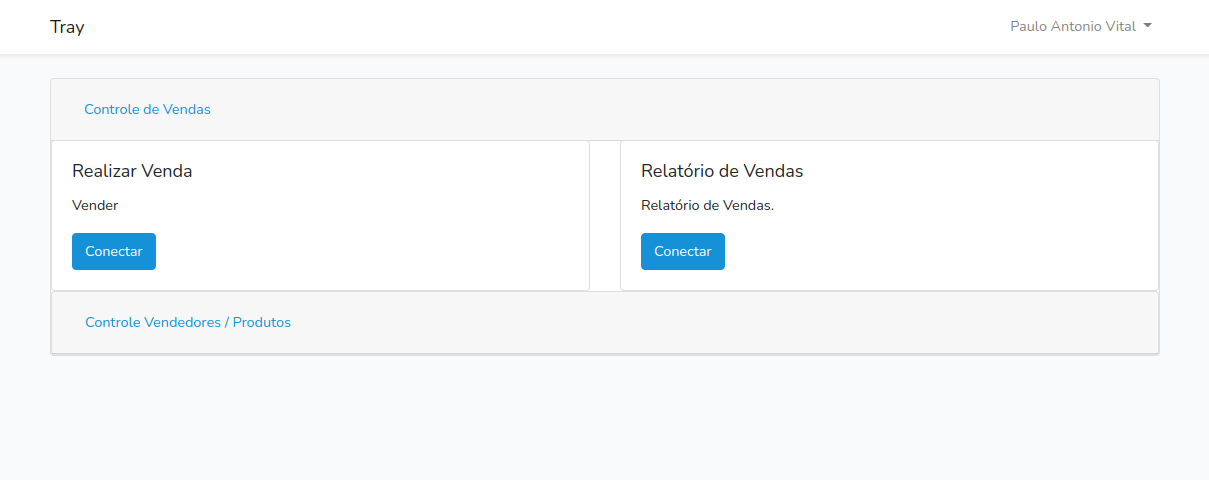 Tray
Paulo Antonio Vital
Controle de Vendas
Realizar Venda
Vender
Conectar
Relatório de Vendas
Relatório de Vendas.
Conectar
Controle Vendedores / Produtos